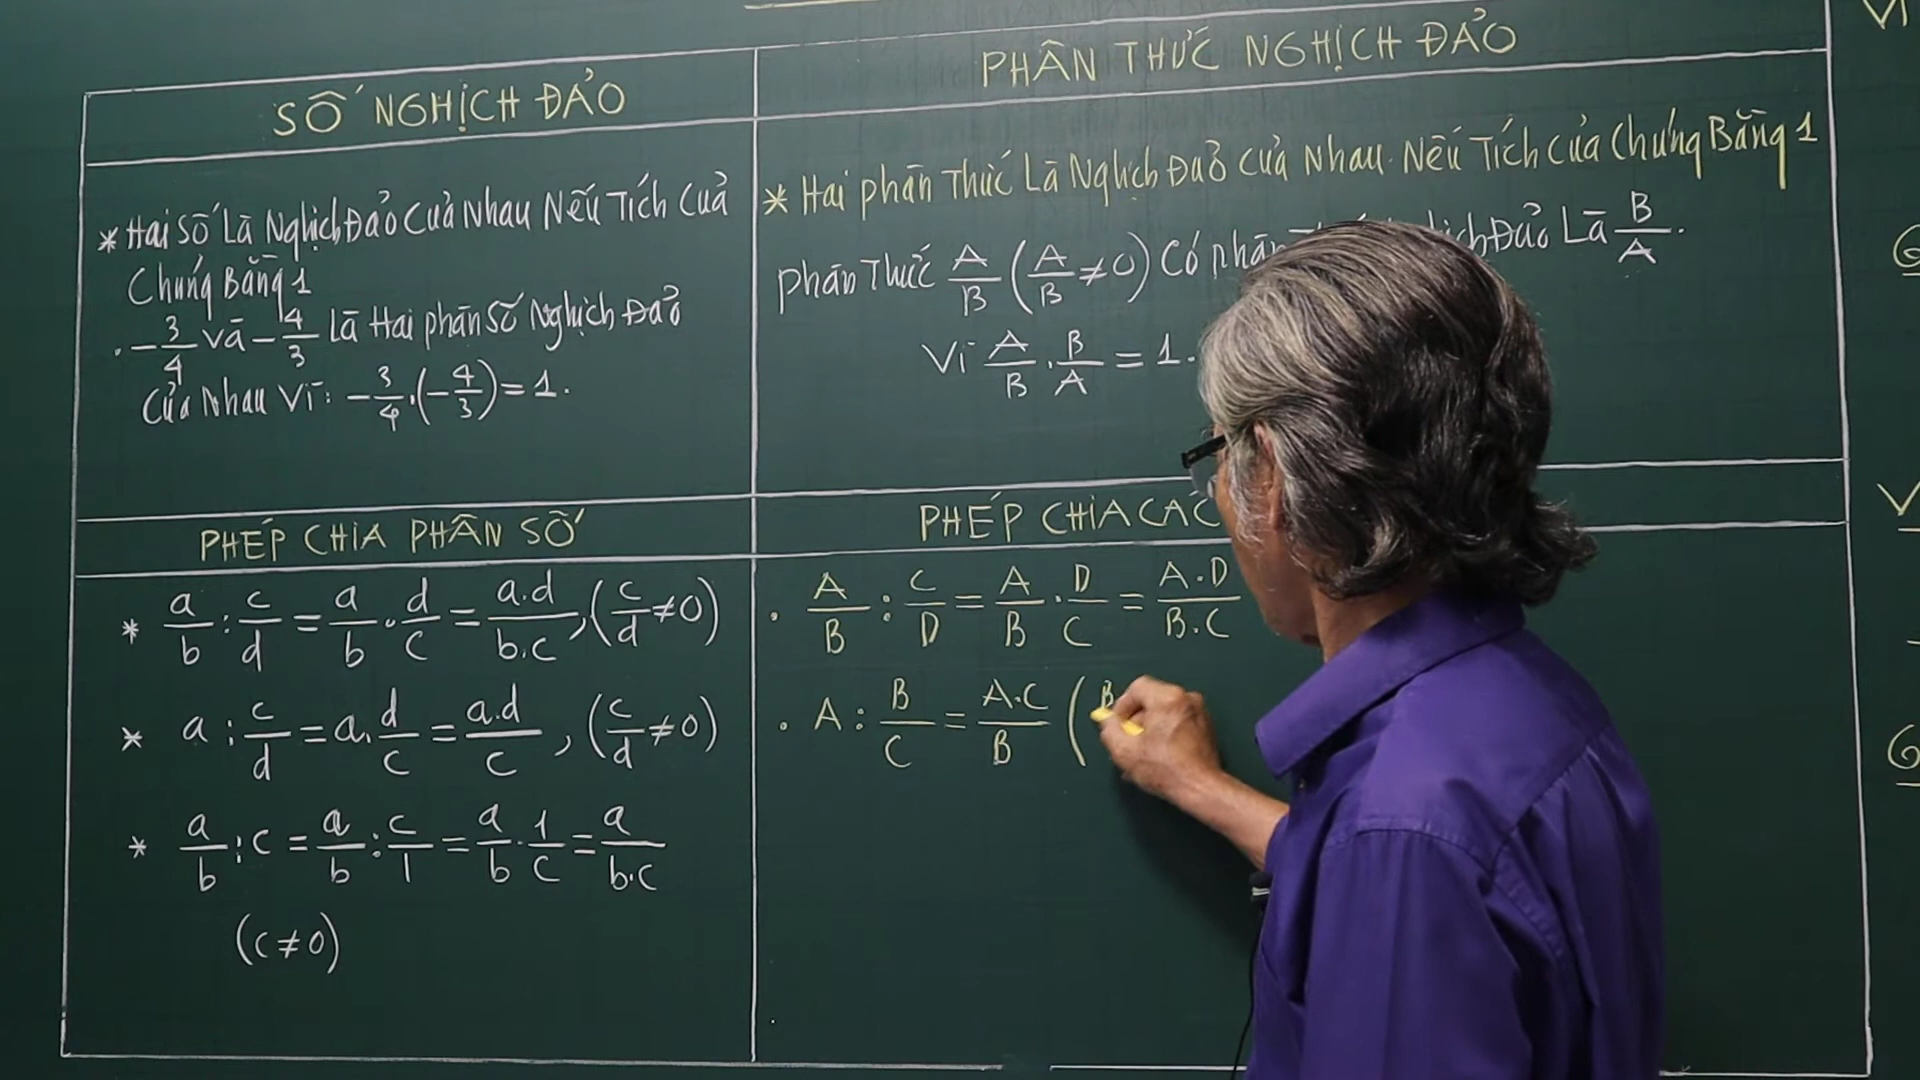 SỐ NGHỊCH ĐẢO
* Hai Số Là Nghịch Đảo Của Nhau Nếu Tích Của
Chúng Bằng 1
. -3/4 và -4/3 Là Hai phân Số Nghịch Đảo
Của Nhau Vì: -3/4.(-4/3)=1.
PHÂN THỨC NGHỊCH ĐẢO
* Hai phân Thức Là Nghịch Đảo Của Nhau. Nếu Tích Của Chúng Bằng 1
phân Thức A/B (A/B ≠ 0) Có phân Đảo Là B/A.
Vì A/B . B/A = 1.
PHÉP CHIA PHÂN SỐ
* a/b : c/d = a/b . d/c = a.d/b.c, (c/d ≠ 0)
* a : c/d = a. d/c = a.d/c, (c/d ≠ 0)
* a/b : c = a/b : c/1 = a/b . 1/c = a/b.c
(c ≠ 0)
PHÉP CHIA CÁC
. A/B : C/D = A/B . D/C = A.D/B.C
. A : B/C = A.C/B (B